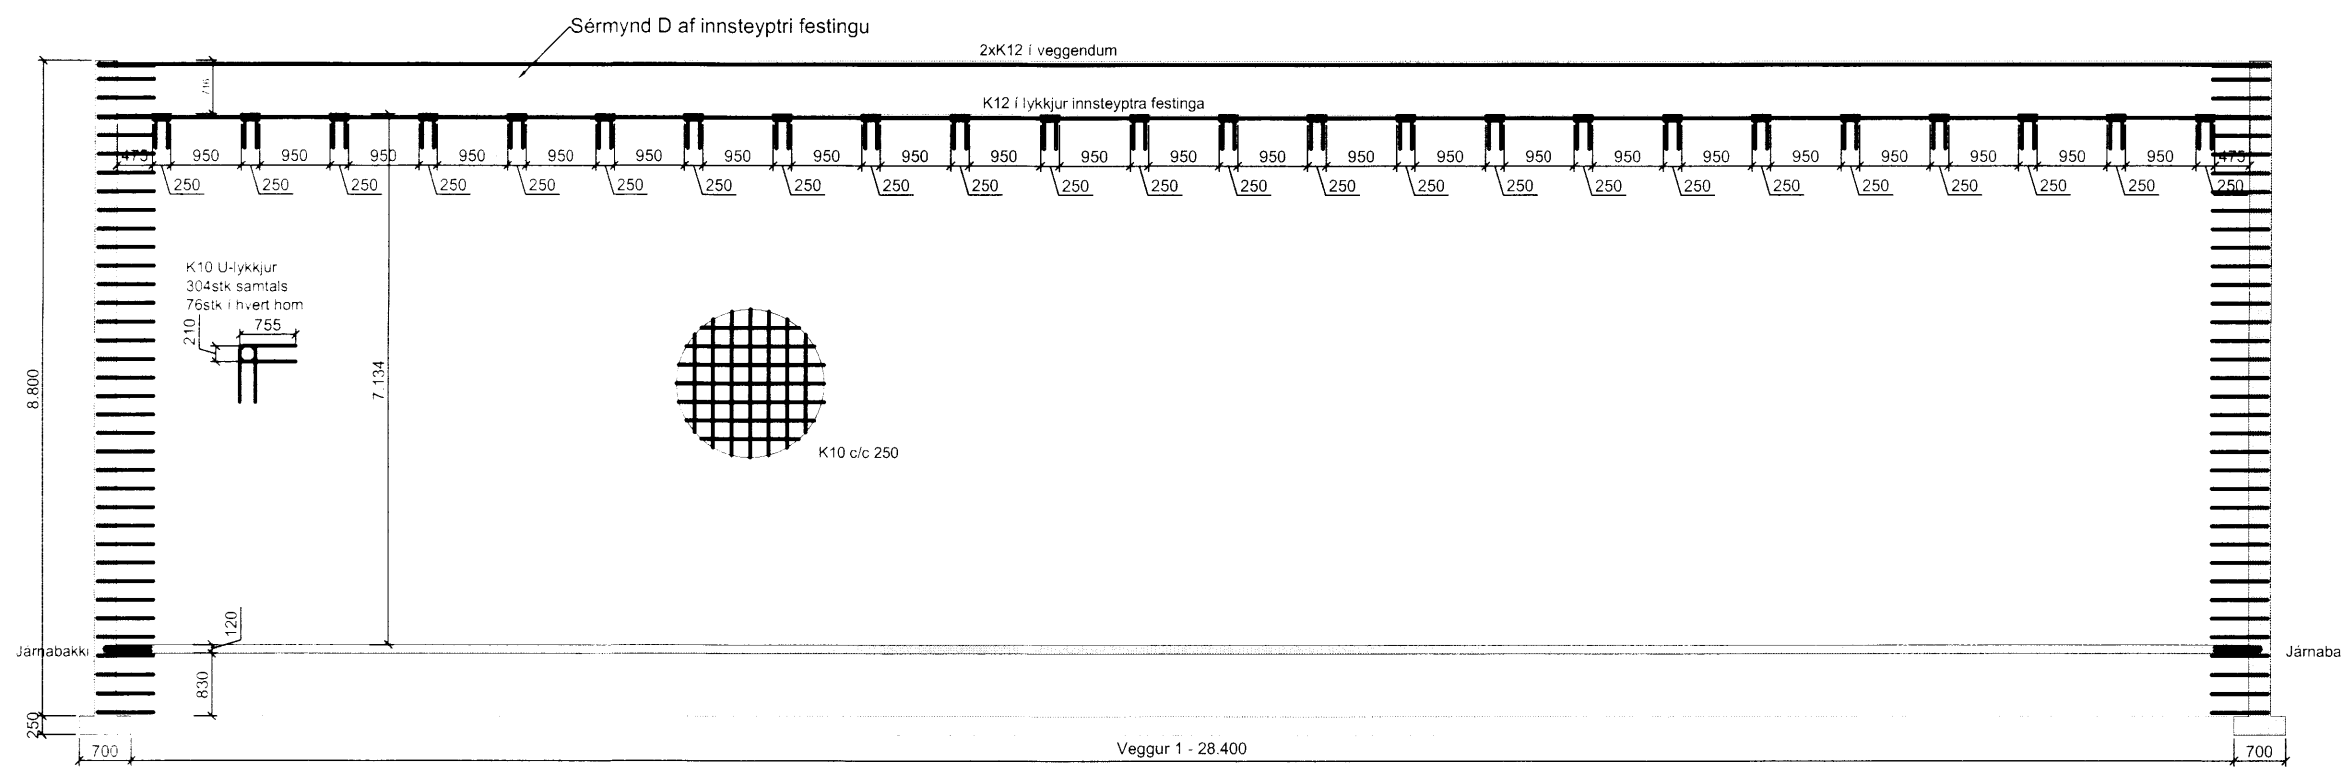 Sérmynd D af innsteyptri festingu
2xK12 í veggendum
716
K12 í lykkjur innsteyptra festinga
475 950 950 950 950 950 950 950 950 950 950 950 950 950 950 950 950 950 950 950 950 950 950 950 475
250 250 250 250 250 250 250 250 250 250 250 250 250 250 250 250 250 250 250 250 250 250 250 250
K10 U-lykkjur
304stk samtals
76stk í hvert horn
755
210
8.800
7.134
K10 c/c 250
120
Járnabakki
Járnaba
830
250
700
Veggur 1 - 28.400
700